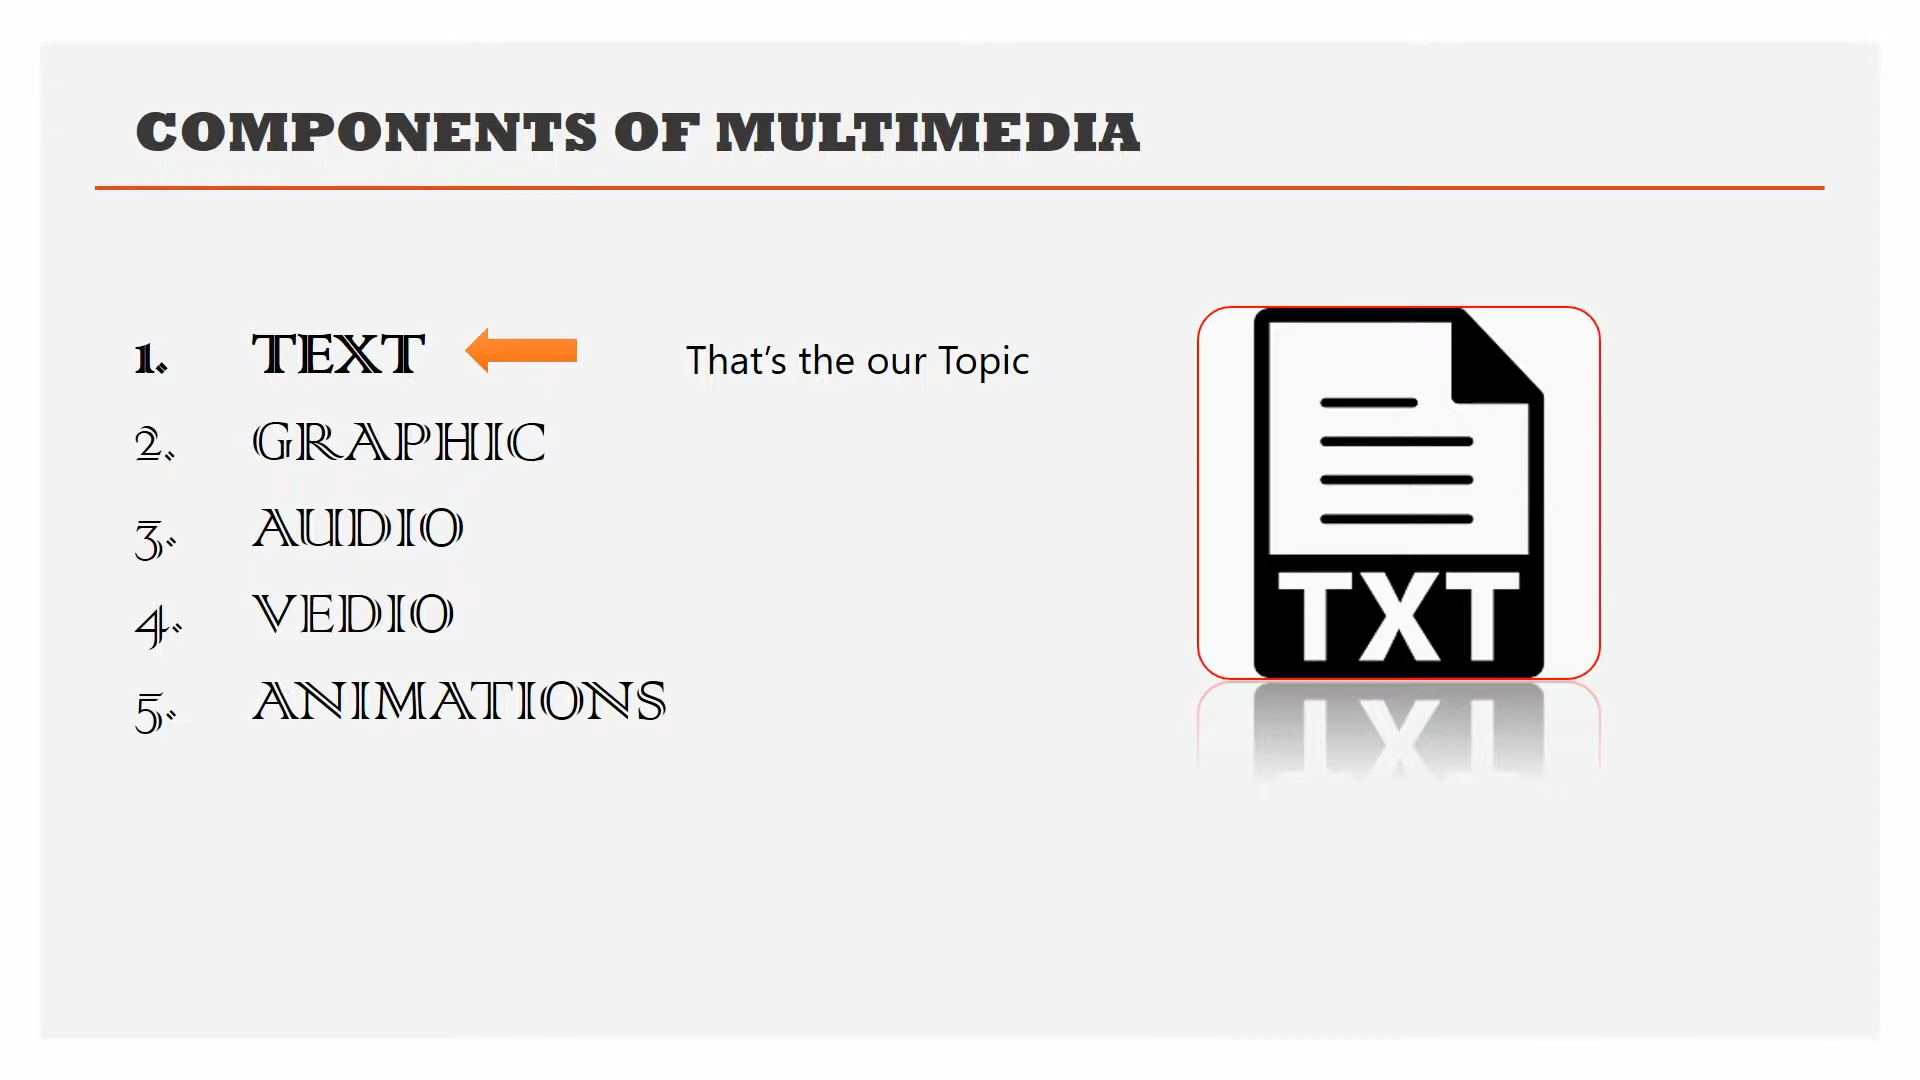 COMPONENTS OF MULTIMEDIA
1. TEXT That’s the our Topic
2. GRAPHIC
3. AUDIO
4. VEDIO
5. ANIMATIONS
TXT